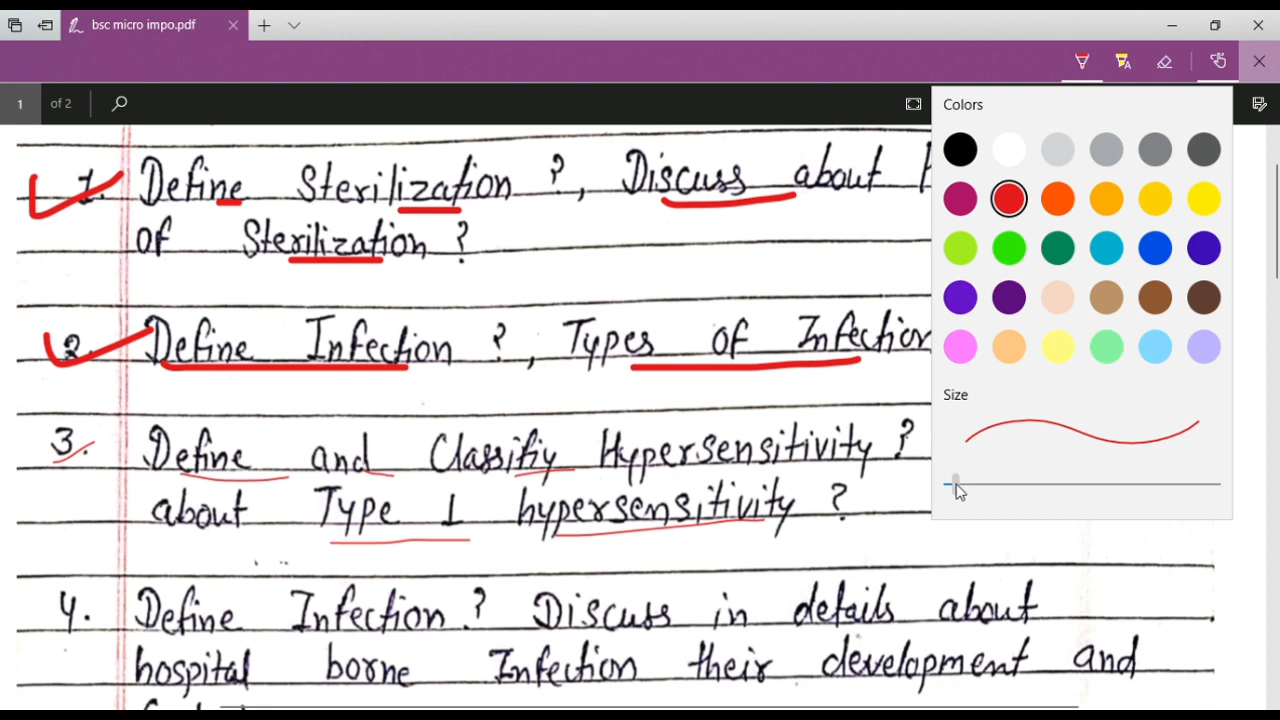 bsc micro impo.pdf
1 of 2
Colors
1. Define Sterilization ?, Discuss about
of Sterilization ?
2. Define Infection ?, Types of Infection
Size
3. Define and Classifiy Hypersensitivity ?
about Type 1 hypersensitivity ?
4. Define Infection ? Discuss in details about
hospital borne Infection their development and